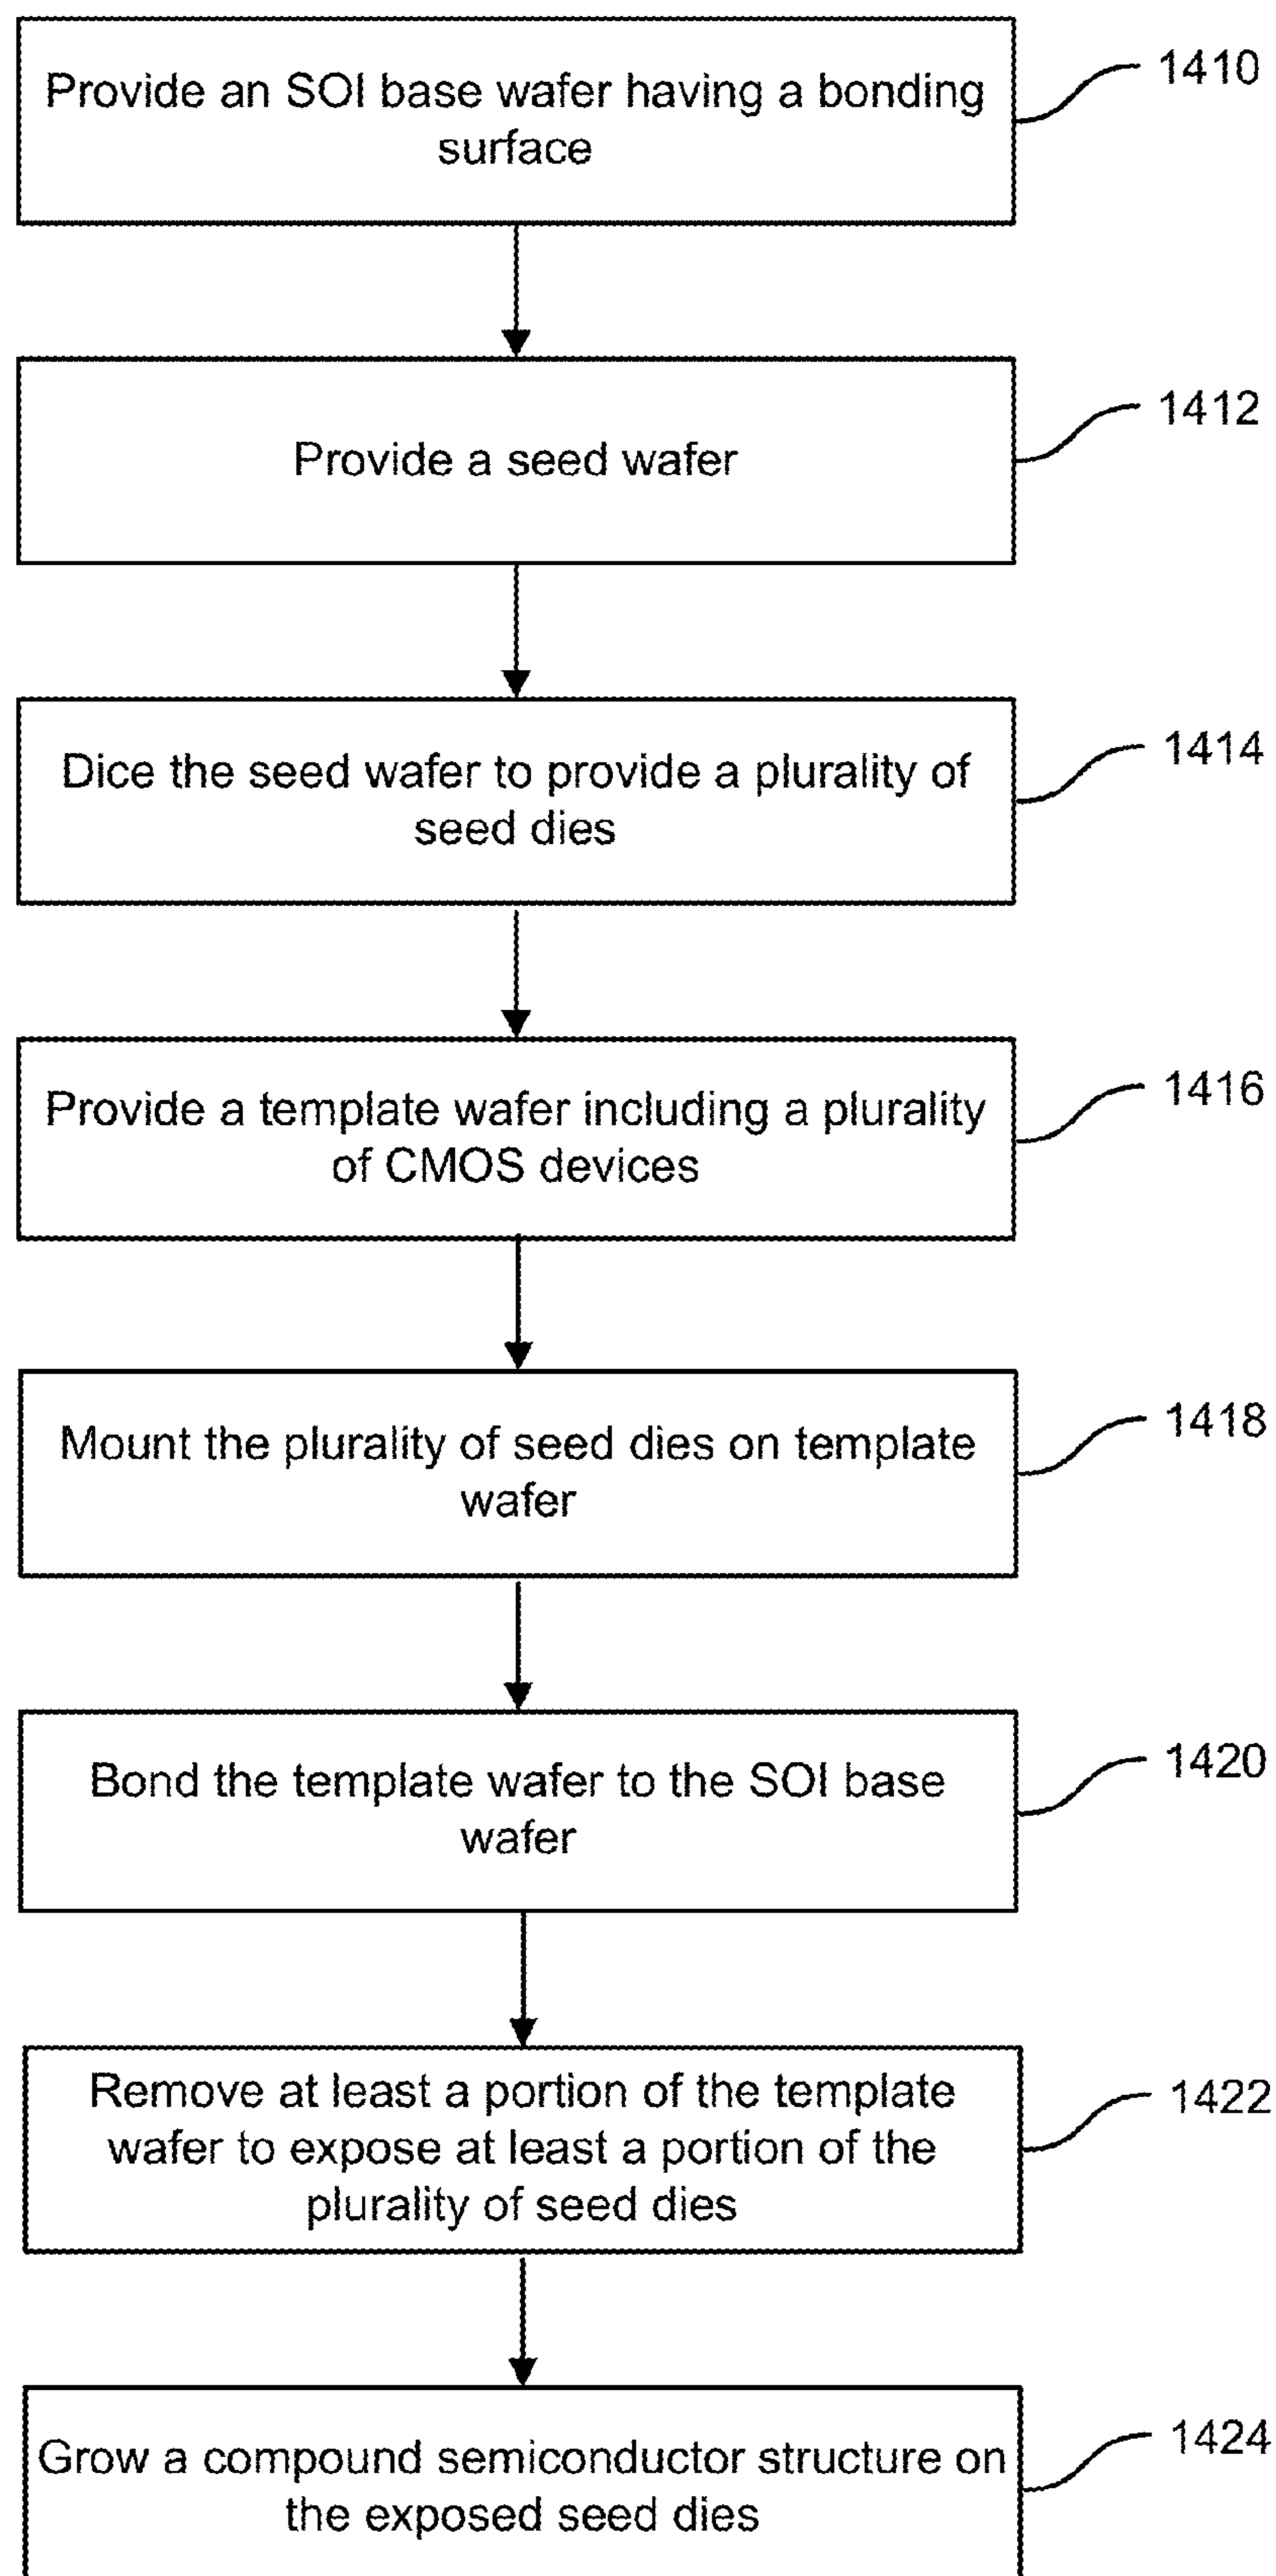 Provide an SOI base wafer having a bonding
surface
1410
Provide a seed wafer
1412
Dice the seed wafer to provide a plurality of
seed dies
1414
Provide a template wafer including a plurality
of CMOS devices
1416
Mount the plurality of seed dies on template
wafer
1418
Bond the template wafer to the SOI base
wafer
1420
Remove at least a portion of the template
wafer to expose at least a portion of the
plurality of seed dies
1422
Grow a compound semiconductor structure on
the exposed seed dies
1424